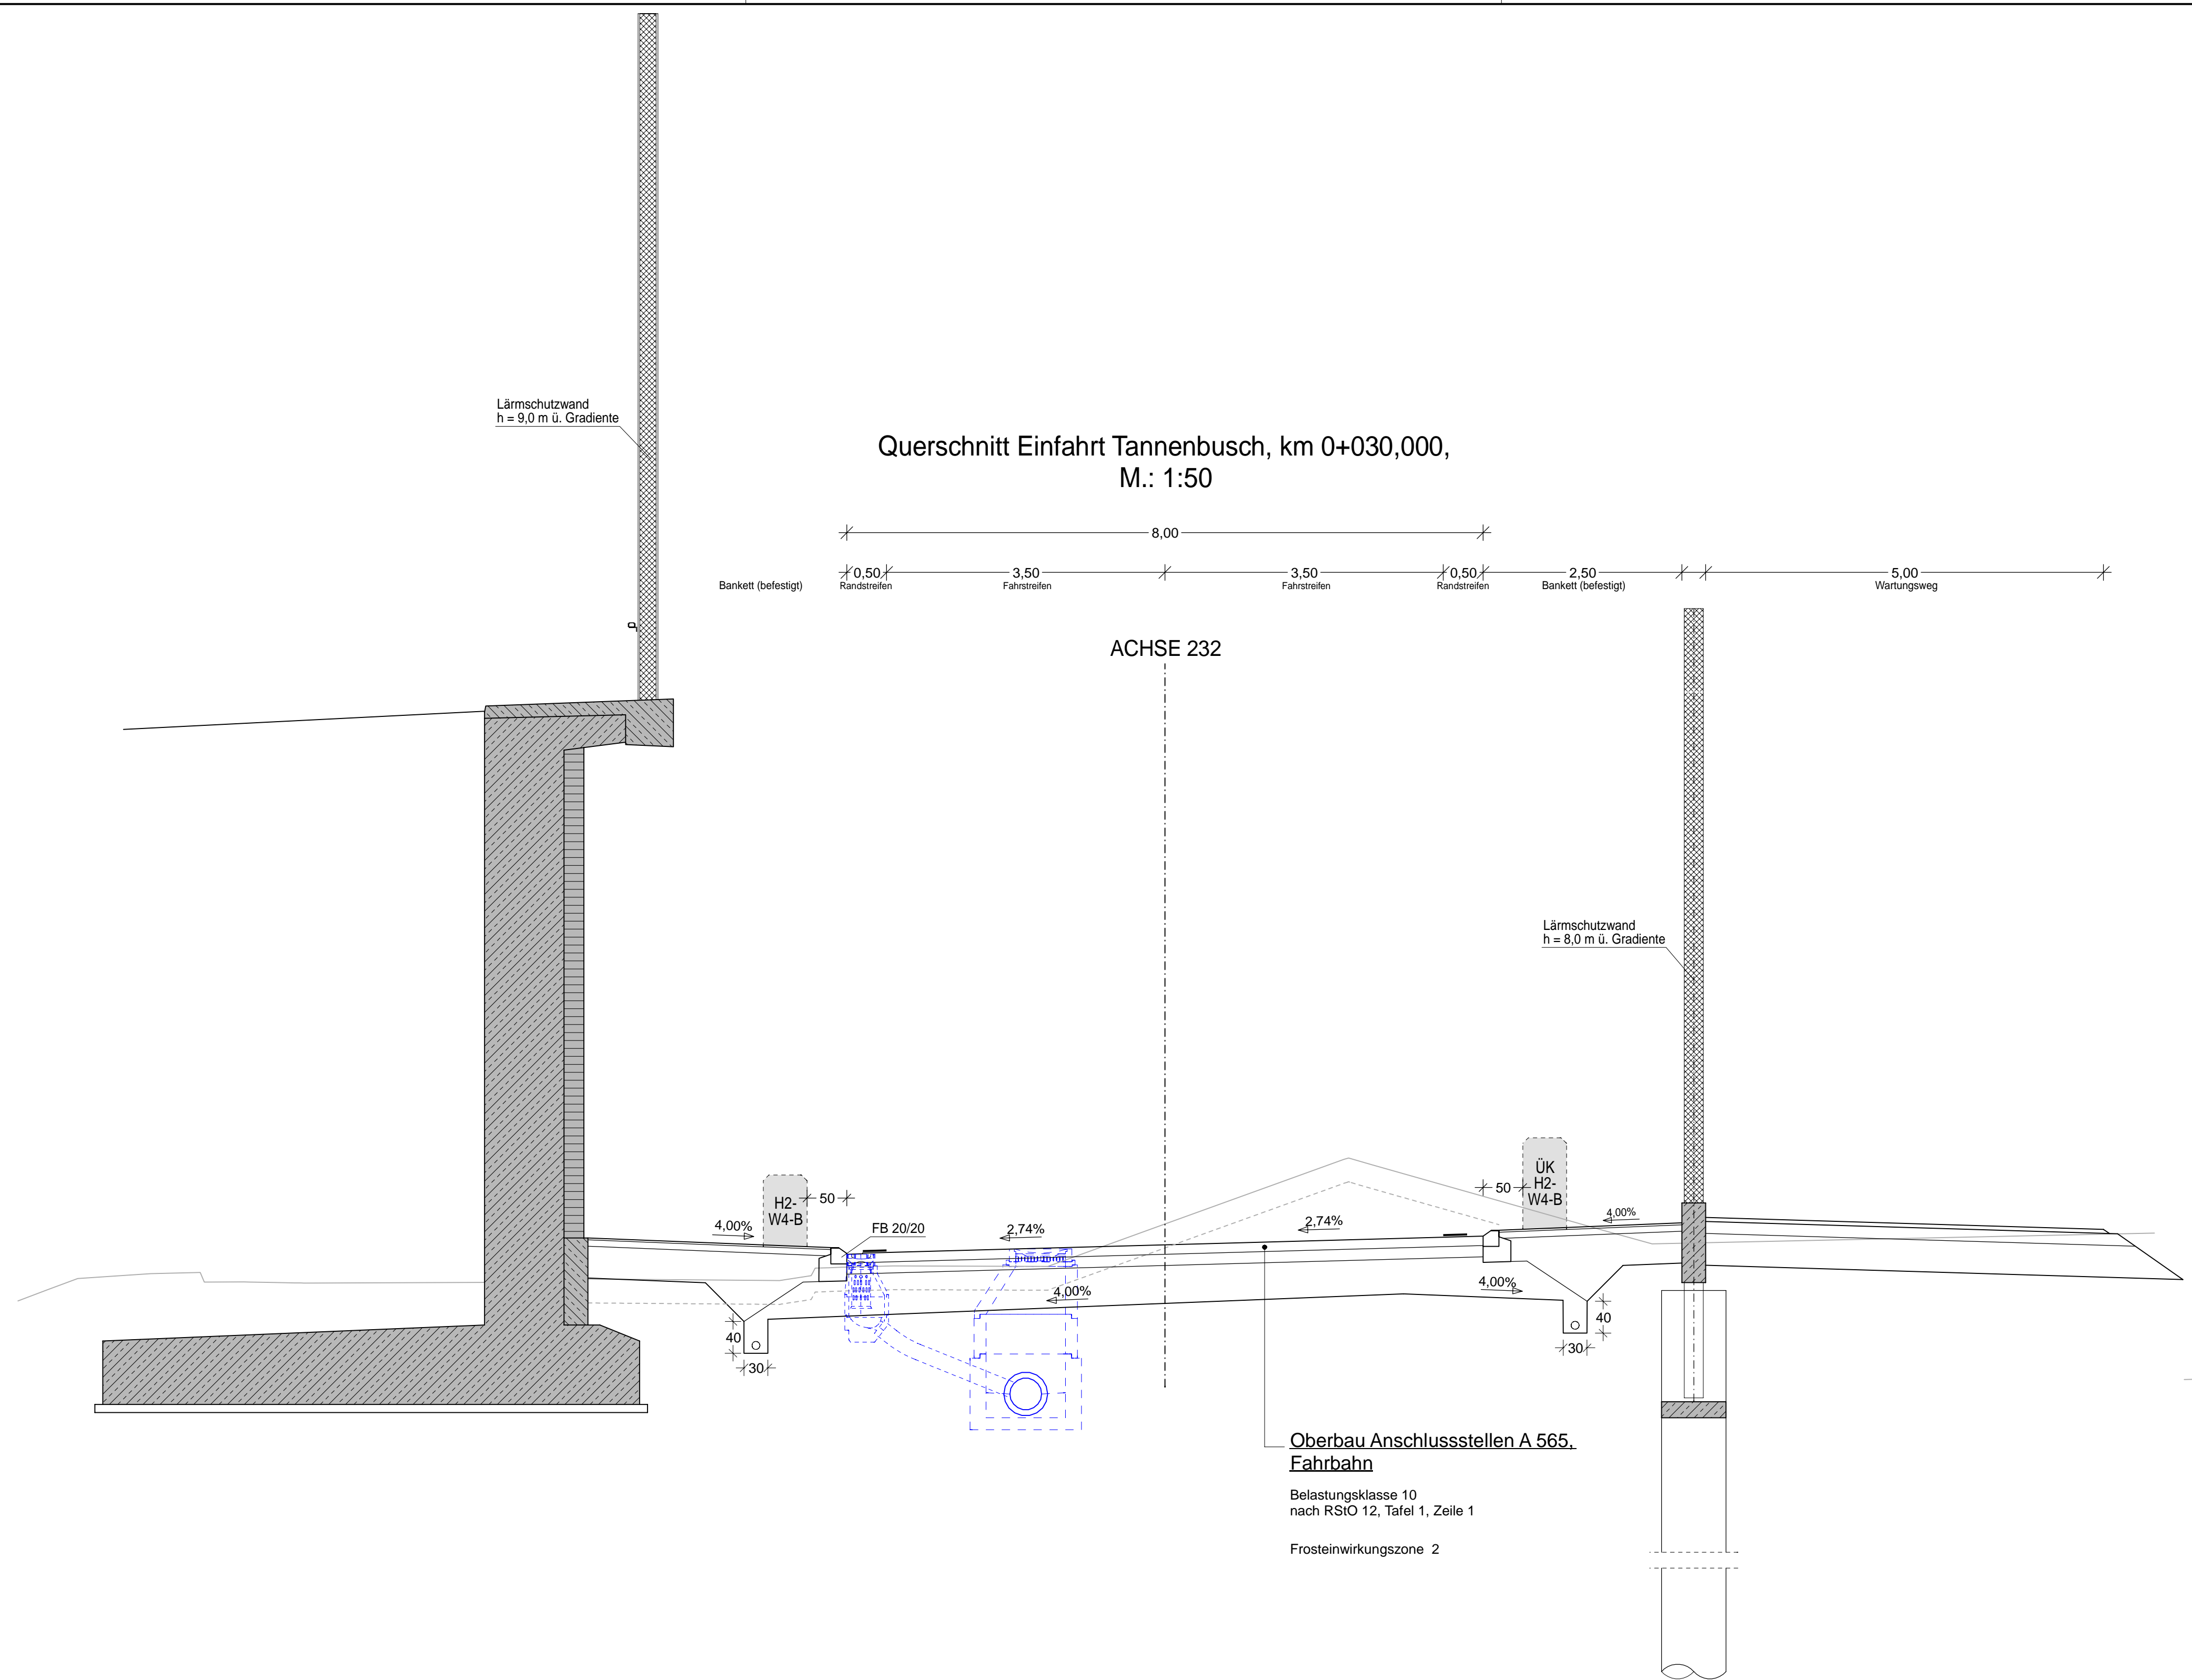 Lärmschutzwand
h = 9,0 m ü. Gradiente
Querschnitt Einfahrt Tannenbusch, km 0+030,000,
M.: 1:50
8,00
0,50
3,50
3,50
0,50
2,50
5,00
Bankett (befestigt)
Randstreifen
Fahrstreifen
Fahrstreifen
Randstreifen
Bankett (befestigt)
Wartungsweg
ACHSE 232
Lärmschutzwand
h = 8,0 m ü. Gradiente
H2-
W4-B
50
4,00%
FB 20/20
2,74%
2,74%
50
ÜK
H2-
W4-B
4,00%
4,00%
4,00%
40
30
40
30
Oberbau Anschlussstellen A 565,
Fahrbahn
Belastungsklasse 10
nach RStO 12, Tafel 1, Zeile 1
Frosteinwirkungszone 2